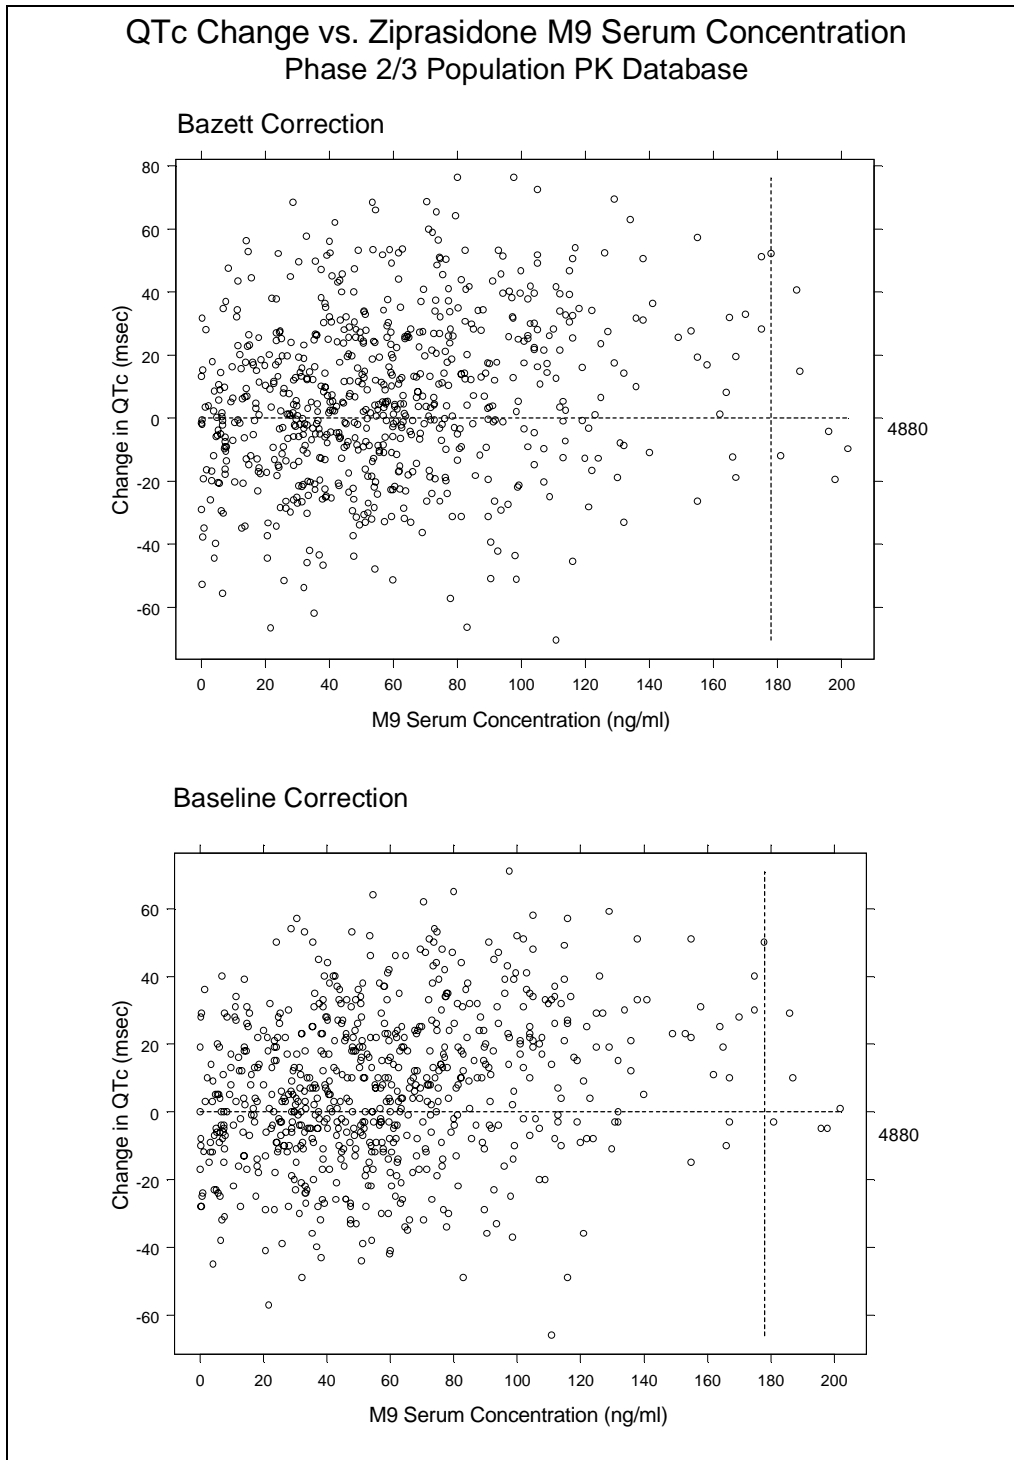 QTc Change vs. Ziprasidone M9 Serum Concentration
Phase 2/3 Population PK Database
Bazett Correction
80
60
40
20
0
-20
-40
-60
Change in QTc (msec)
4880
0 20 40 60 80 100 120 140 160 180 200
M9 Serum Concentration (ng/ml)
Baseline Correction
60
40
20
0
-20
-40
-60
Change in QTc (msec)
4880
0 20 40 60 80 100 120 140 160 180 200
M9 Serum Concentration (ng/ml)